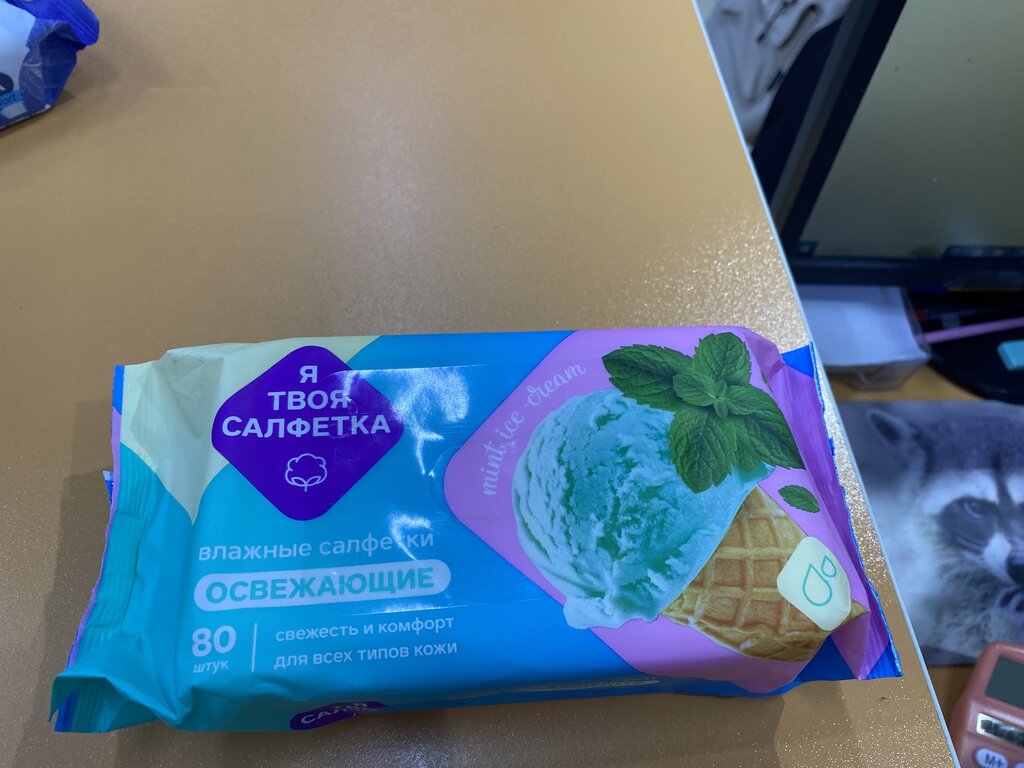 Я
ТВОЯ
САЛФЕТКА
mint ice cream
влажные салфетки
ОСВЕЖАЮЩИЕ
80
штук
свежесть и комфорт
для всех типов кожи
M+